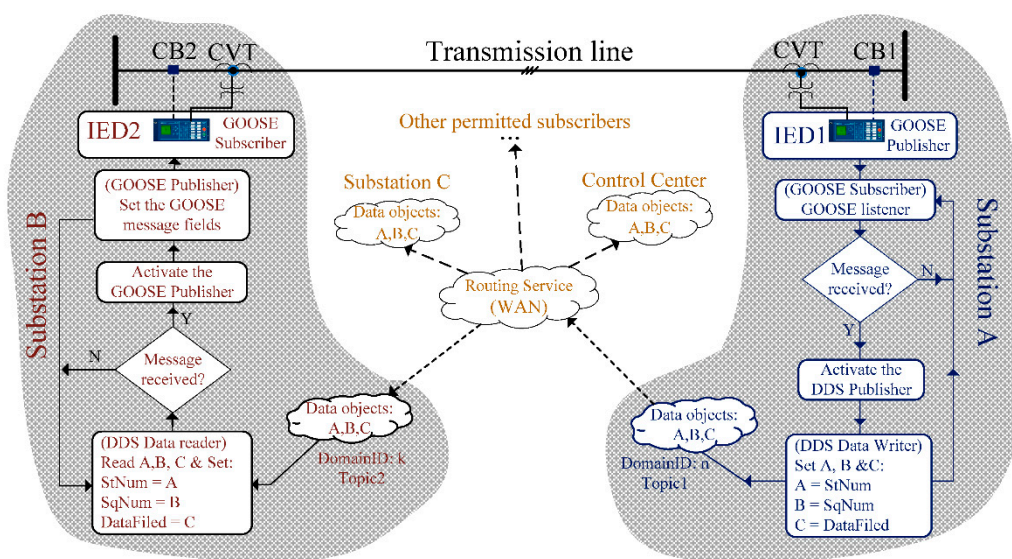 Transmission line
CB2
CVT
IED2
GOOSE
Subscriber
(GOOSE Publisher)
Set the GOOSE
message fields
Activate the
GOOSE Publisher
Y
N
Message
received?
(DDS Data reader)
Read A,B, C & Set:
StNum = A
SqNum = B
DataFiled = C
Substation B
Data objects:
A,B,C
DomainID: k
Topic2
Other permitted subscribers
...
Substation C
Data objects:
A,B,C
Control Center
Data objects:
A,B,C
Routing Service
(WAN)
CVT
CB1
IED1
GOOSE
Publisher
(GOOSE Subscriber)
GOOSE listener
Message
received?
N
Y
Activate the
DDS Publisher
(DDS Data Writer)
Set A, B &C:
A = StNum
B = SqNum
C = DataFiled
Data objects:
A,B,C
DomainID: n
Topic1
Substation A